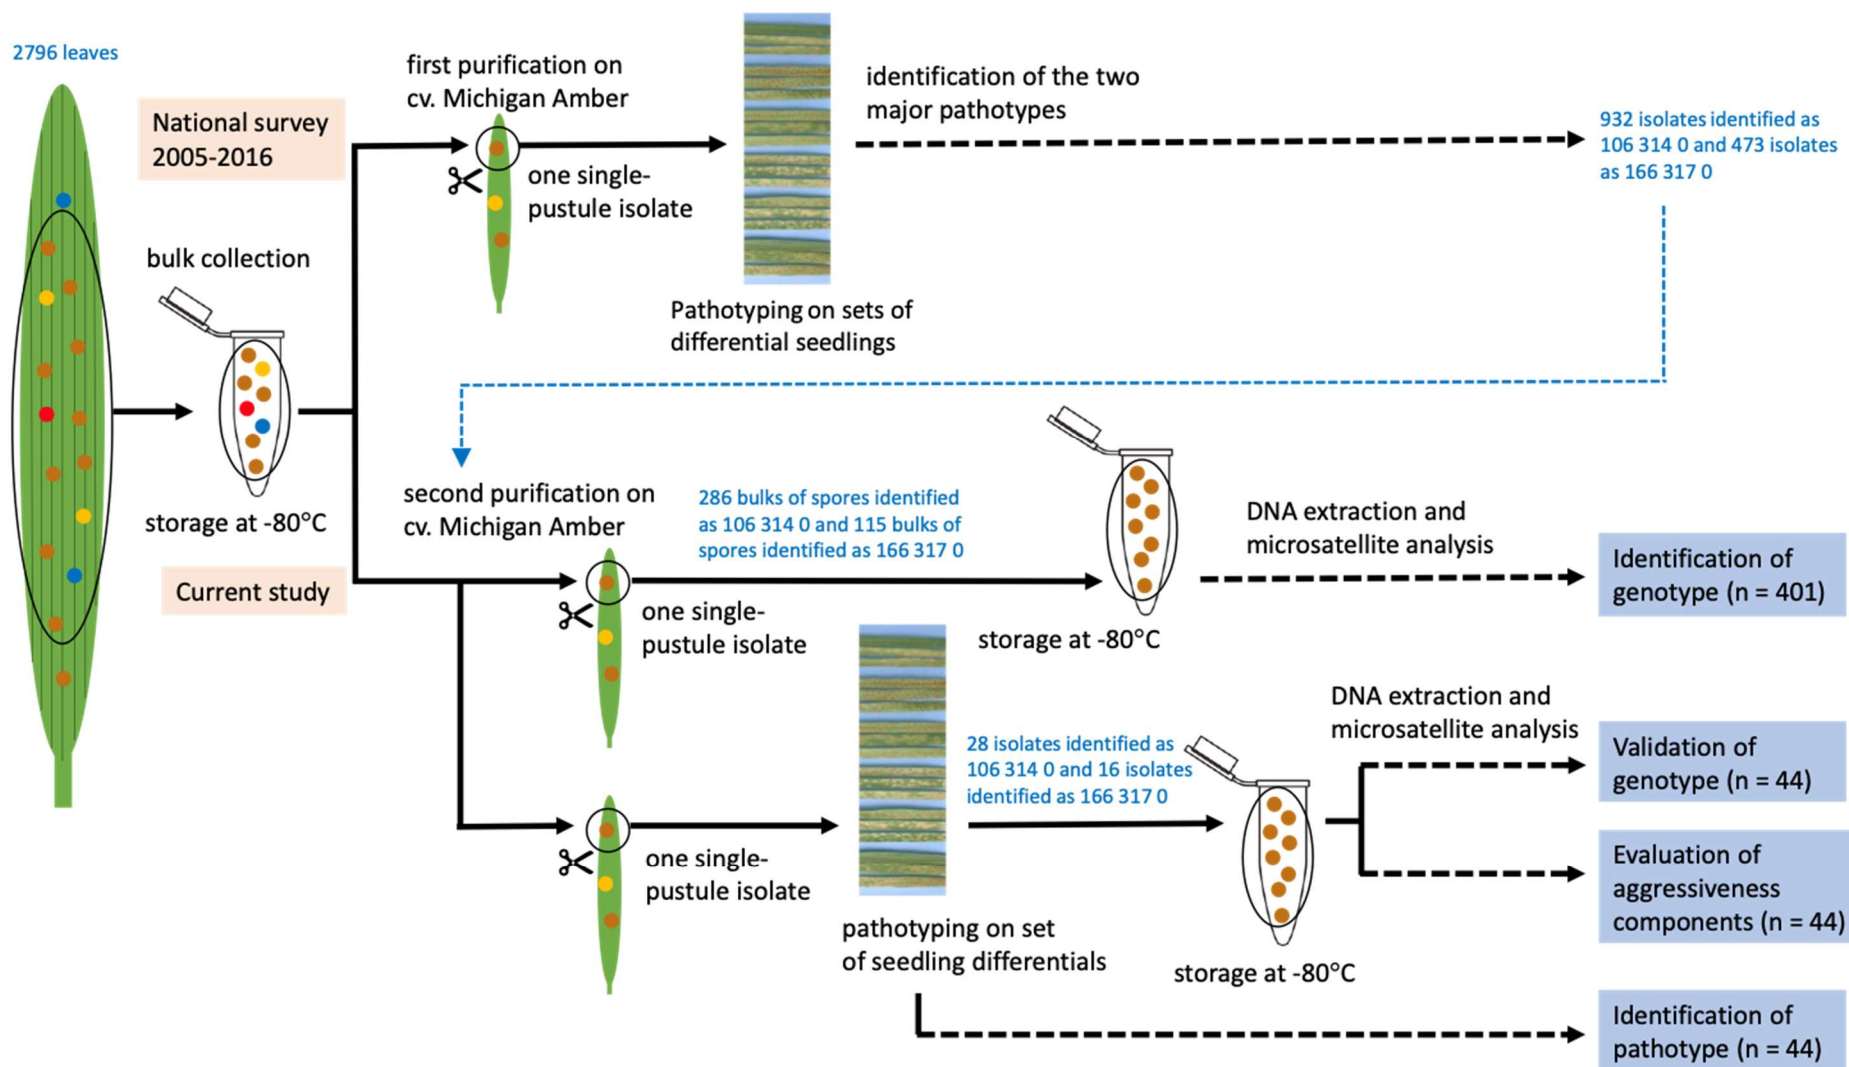 2796 leaves
National survey
2005-2016
bulk collection
storage at -80°C
first purification on
cv. Michigan Amber
one single-
pustule isolate
Pathotyping on sets of
differential seedlings
identification of the two
major pathotypes
932 isolates identified as
106 314 0 and 473 isolates
as 166 317 0
Current study
second purification on
cv. Michigan Amber
286 bulks of spores identified
as 106 314 0 and 115 bulks of
spores identified as 166 317 0
one single-
pustule isolate
storage at -80°C
DNA extraction and
microsatellite analysis
Identification of
genotype (n = 401)
one single-
pustule isolate
pathotyping on set
of seedling differentials
28 isolates identified as
106 314 0 and 16 isolates
identified as 166 317 0
storage at -80°C
DNA extraction and
microsatellite analysis
Validation of
genotype (n = 44)
Evaluation of
aggressiveness
components (n = 44)
Identification of
pathotype (n = 44)